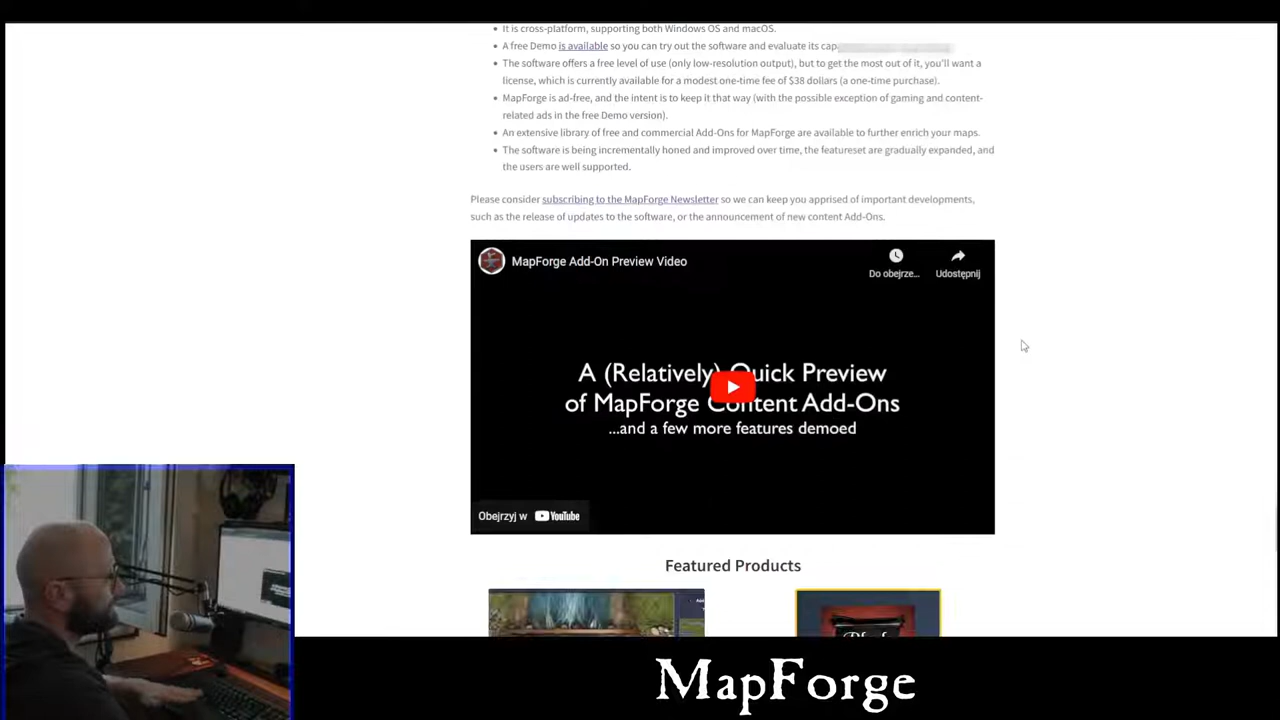 It is cross-platform, supporting both Windows OS and macOS.
A free Demo is available so you can try out the software and evaluate its
The software offers a free level of use (only low-resolution output), but to get the most out of it, you'll want a
license, which is currently available for a modest one-time fee of $38 dollars (a one-time purchase).
MapForge is ad-free, and the intent is to keep it that way (with the possible exception of gaming and content-
related ads in the free Demo version).
An extensive library of free and commercial Add-Ons for MapForge are available to further enrich your maps.
The software is being incrementally honed and improved over time, the featureset are gradually expanded, and
the users are well supported.
Please consider subscribing to the MapForge Newsletter so we can keep you apprised of important developments,
such as the release of updates to the software, or the announcement of new content Add-Ons.
MapForge Add-On Preview Video
Do obejrze...
Udostępnij
A (Relatively) Quick Preview
of MapForge Content Add-Ons
...and a few more features demoed
Obejrzyj w YouTube
Featured Products
MapForge